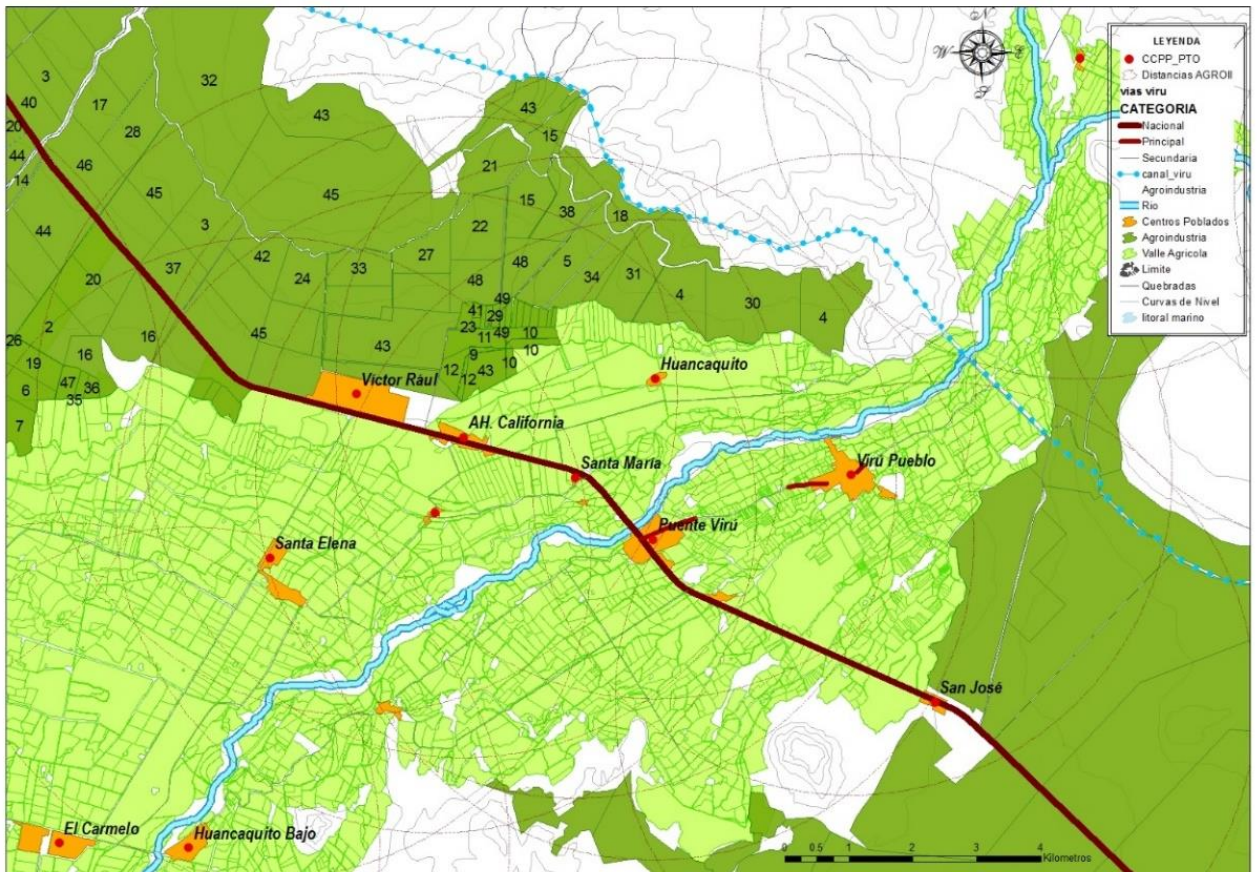 N
W
E
S
LEYENDA
CCPP_PTO
Distancias AGROII
vias viru
CATEGORIA
Nacional
Principal
Secundaria
canal_viru
Agroindustria
Rio
Centros Poblados
Agroindustria
Valle Agricola
Limite
Quebradas
Curvas de Nivel
litoral marino
3
32
40
17
43
43
20
28
15
44
46
21
14
45
45
15
38
18
44
3
22
42
27
48
5
31
20
37
24
33
48
34
4
30
49
2
41
29
4
26
16
45
43
23
11
49
10
16
10
19
9
10
6
47
36
12
43
35
12
7
Huancaquito
Víctor Rául
AH. California
Santa María
Virú Pueblo
Puente Virú
Santa Elena
San José
El Carmelo
Huancaquito Bajo
0 0.5 1 2 3 4
Kilometros